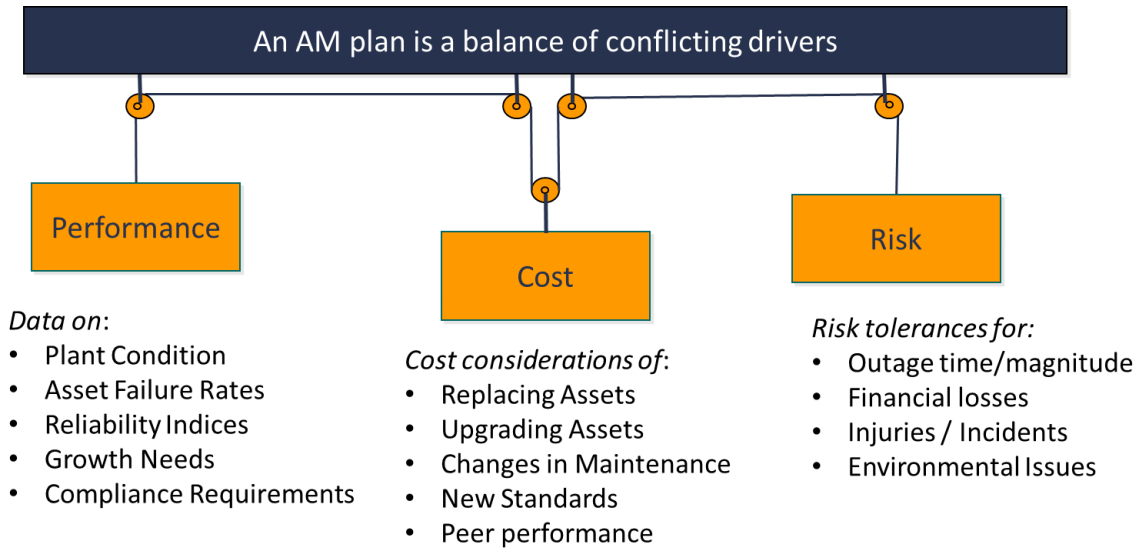 An AM plan is a balance of conflicting drivers
Performance
Data on:
• Plant Condition
• Asset Failure Rates
• Reliability Indices
• Growth Needs
• Compliance Requirements
Cost
Cost considerations of:
• Replacing Assets
• Upgrading Assets
• Changes in Maintenance
• New Standards
• Peer performance
Risk
Risk tolerances for:
• Outage time/magnitude
• Financial losses
• Injuries / Incidents
• Environmental Issues